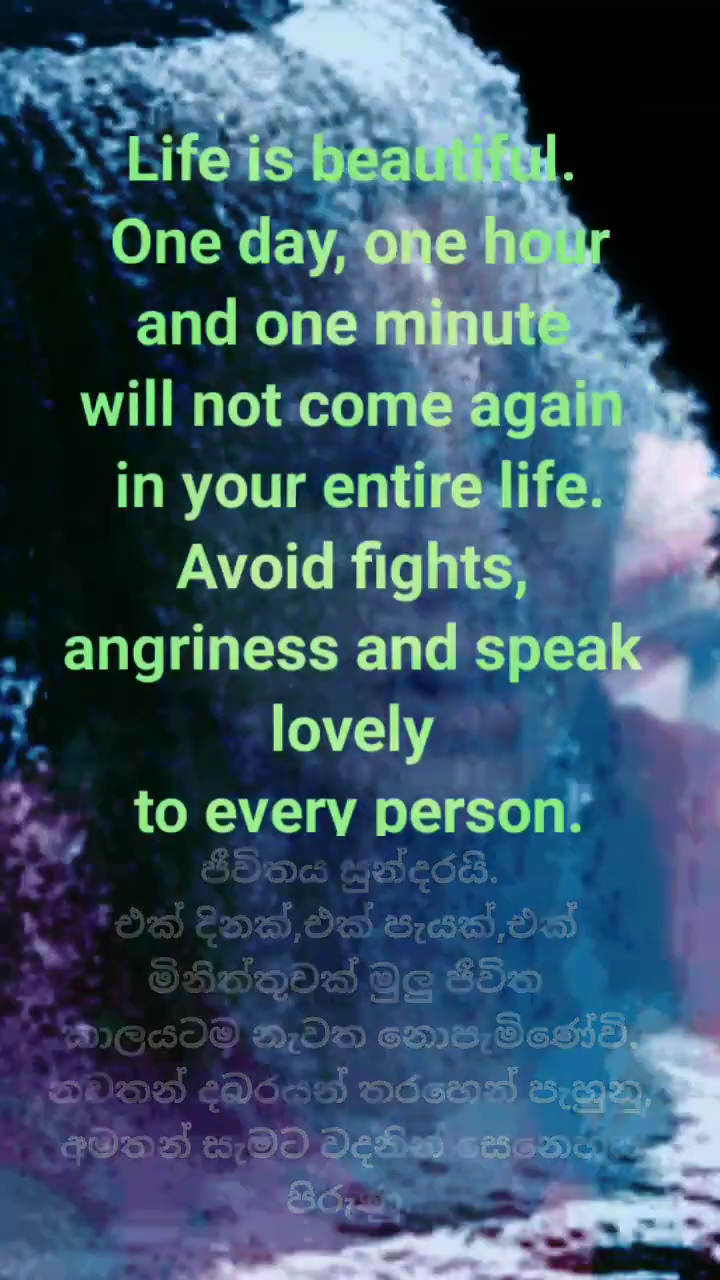 Life is beautiful.
One day, one hour
and one minute
will not come again
in your entire life.
Avoid fights,
angriness and speak
lovely
to every person.
ජීවිතය සුන්දරයි.
එක් දිනක්,එක් පැයක්,එක්
මිනිත්තුවක් මුලු ජීවිත
කාලයටම නැවත නොපැමිණේවි.
නවතන් දබරයන් තරහෙන් පැහුනු,
අමතන් සැමට වදනින්